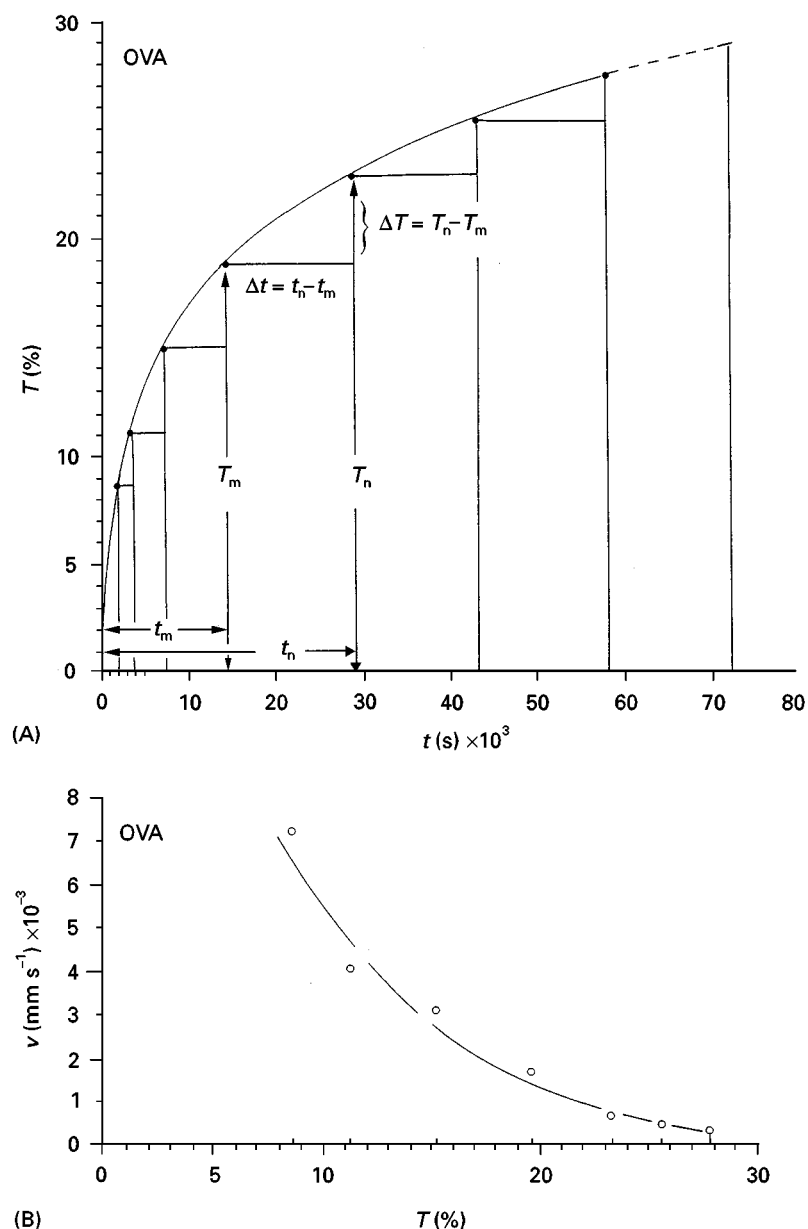 30
OVA
20
T (%)
10
5
0
ΔT = Tₙ–Tₘ
Δt = tₙ–tₘ
Tₘ
Tₙ
tₘ
tₙ
0 10 20 30 40 50 60 70 80
t (s) ×10³
(A)
8
7
6
5
4
3
2
1
0
OVA
v (mm s⁻¹) ×10⁻³
0 5 10 20 30
T (%)
(B)